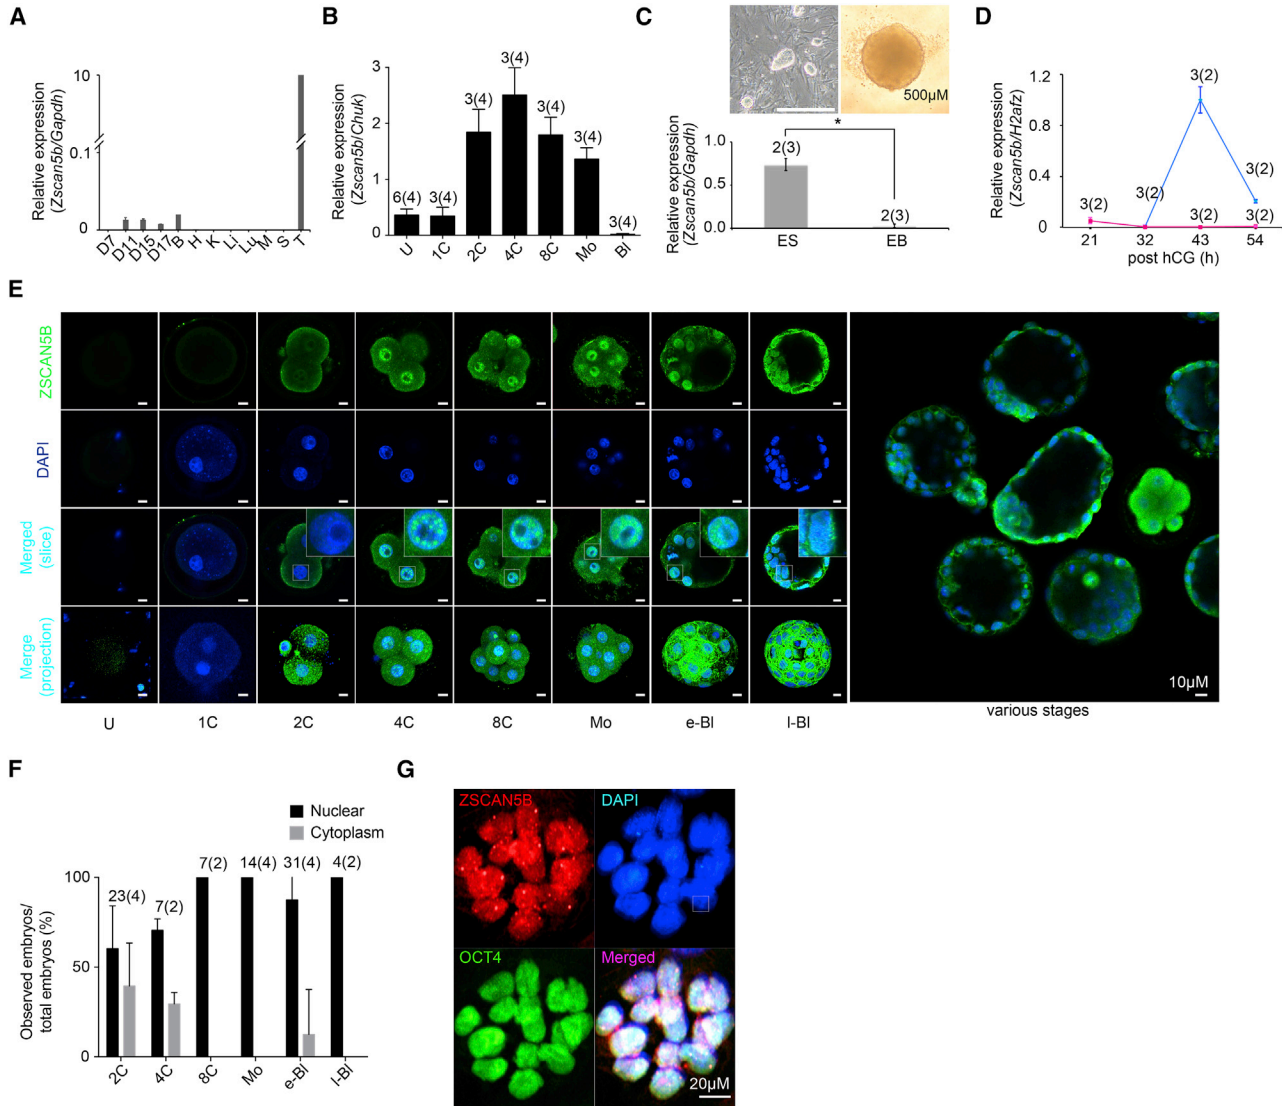 A
Relative expression
(Zscan5b/Gapdh)
10
0.1
0
D7
D11
D15
D17
B
H
K
Li
Lu
M
S
T
B
Relative expression
(Zscan5b/Chuk)
3
2
1
0
6(4)
3(4)
3(4)
3(4)
3(4)
3(4)
3(4)
U
1C
2C
4C
8C
Mo
Bl
C
500μM
Relative expression
(Zscan5b/Gapdh)
1.0
0.5
0
*
2(3)
2(3)
ES
EB
D
Relative expression
(Zscan5b/H2afz)
1.2
0.8
0.4
0
3(2)
3(2)
3(2)
3(2)
3(2)
3(2)
21
32
43
54
post hCG (h)
E
ZSCAN5B
DAPI
Merged
(slice)
Merge
(projection)
U
1C
2C
4C
8C
Mo
e-Bl
l-Bl
10μM
various stages
F
Nuclear
Cytoplasm
Observed embryos/
total embryos (%)
100
50
0
23(4)
7(2)
7(2)
14(4)
31(4)
4(2)
2C
4C
8C
Mo
e-Bl
l-Bl
G
ZSCAN5B
DAPI
OCT4
Merged
20μM